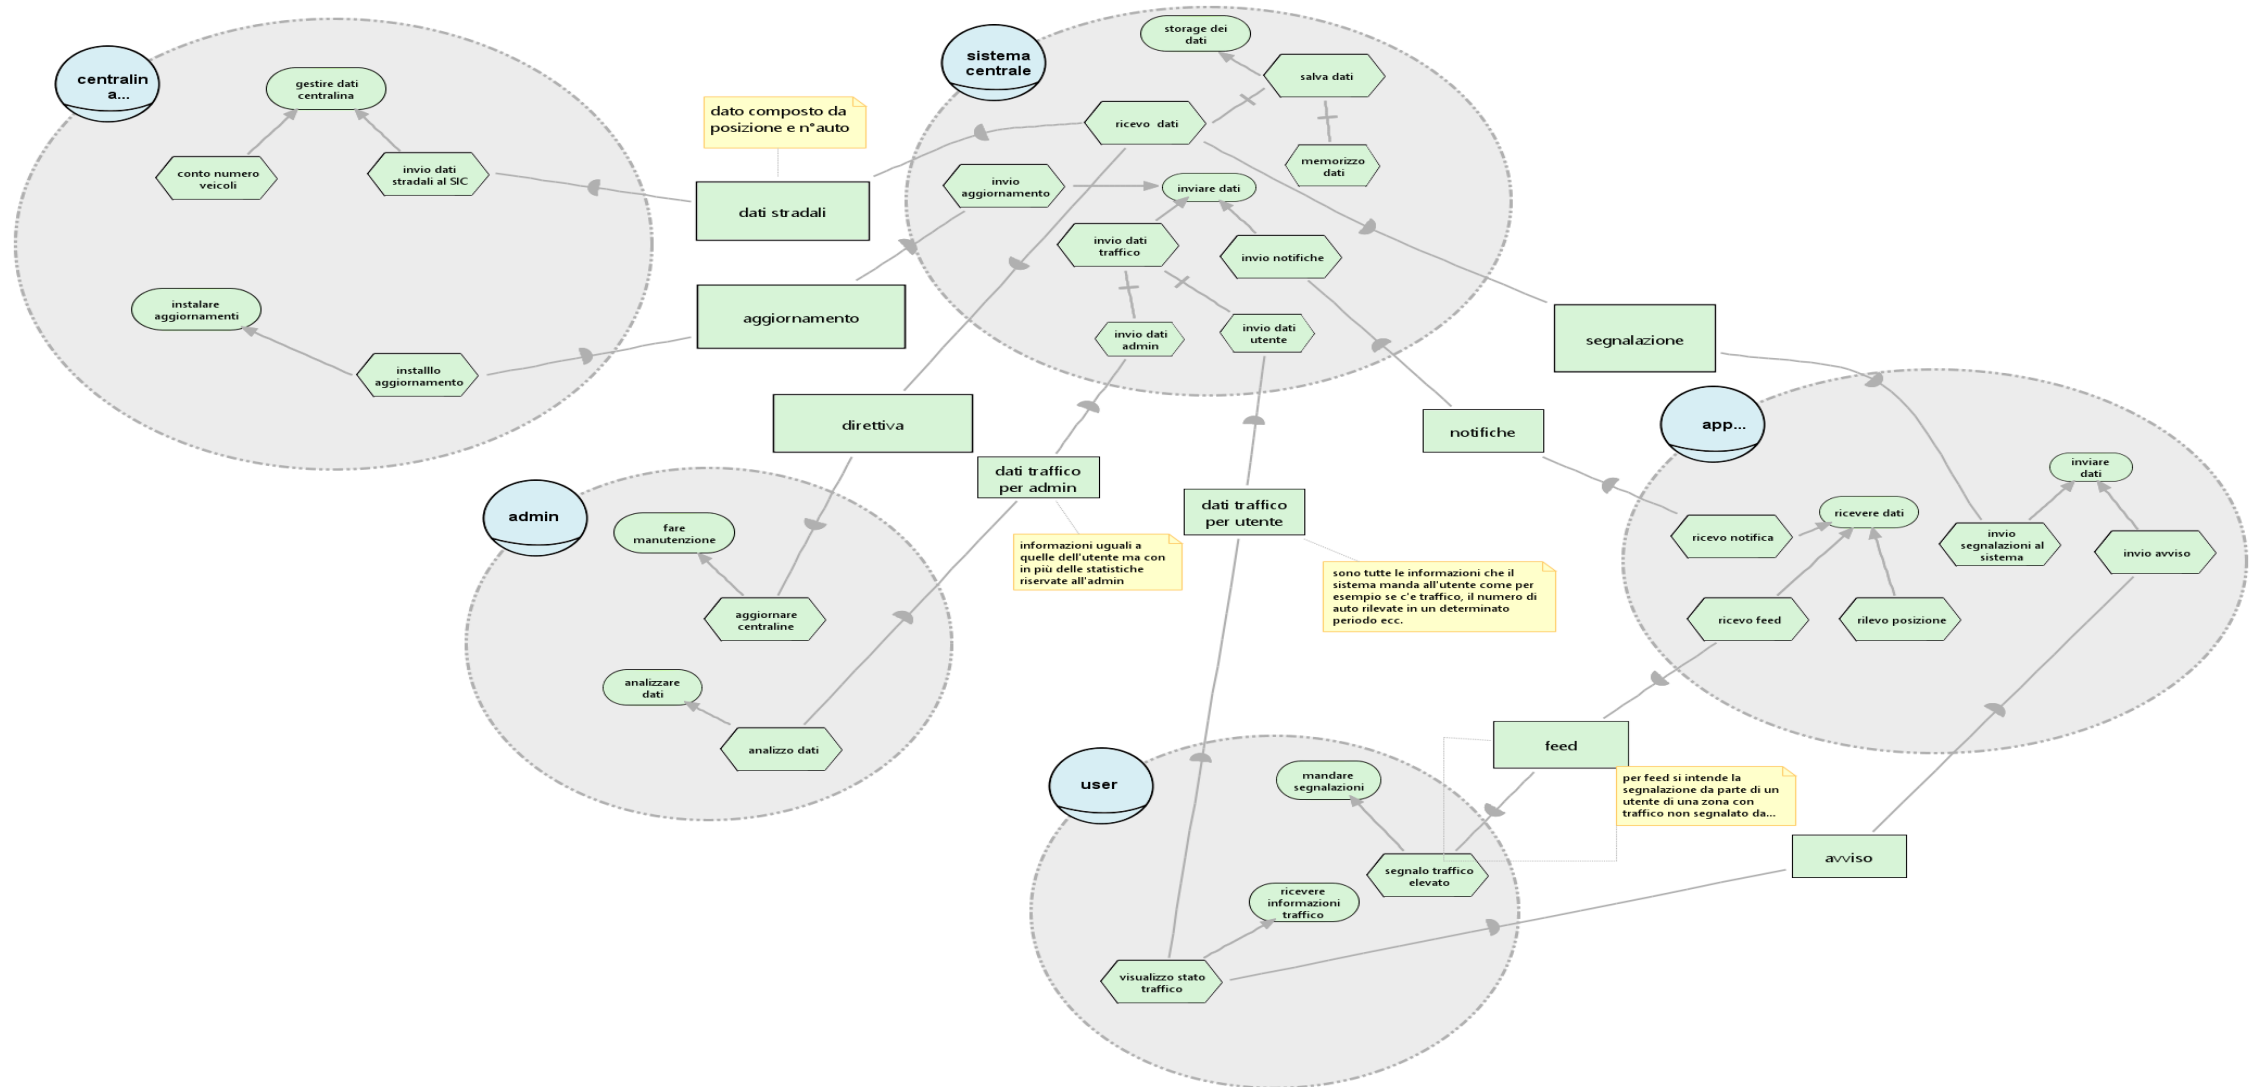 centralin
a...
gestire dati
centralina
conto numero
veicoli
invio dati
stradali al SIC
instalare
aggiornamenti
installlo
aggiornamento
dato composto da
posizione e n°auto
dati stradali
aggiornamento
direttiva
sistema
centrale
storage dei
dati
salva dati
ricevo dati
memorizzo
dati
invio
aggiornamento
inviare dati
invio dati
traffico
invio notifiche
invio dati
admin
invio dati
utente
segnalazione
notifiche
dati traffico
per admin
dati traffico
per utente
informazioni uguali a
quelle dell'utente ma con
in più delle statistiche
riservate all'admin
sono tutte le informazioni che il
sistema manda all'utente come per
esempio se c'e traffico, il numero di
auto rilevate in un determinato
periodo ecc.
admin
fare
manutenzione
aggiornare
centraline
analizzare
dati
analizzo dati
app...
inviare
dati
ricevere dati
ricevo notifica
invio
segnalazioni al
sistema
invio avviso
ricevo feed
rilevo posizione
feed
per feed si intende la
segnalazione da parte di un
utente di una zona con
traffico non segnalato da...
avviso
user
mandare
segnalazioni
segnalo traffico
elevato
ricevere
informazioni
traffico
visualizzo stato
traffico